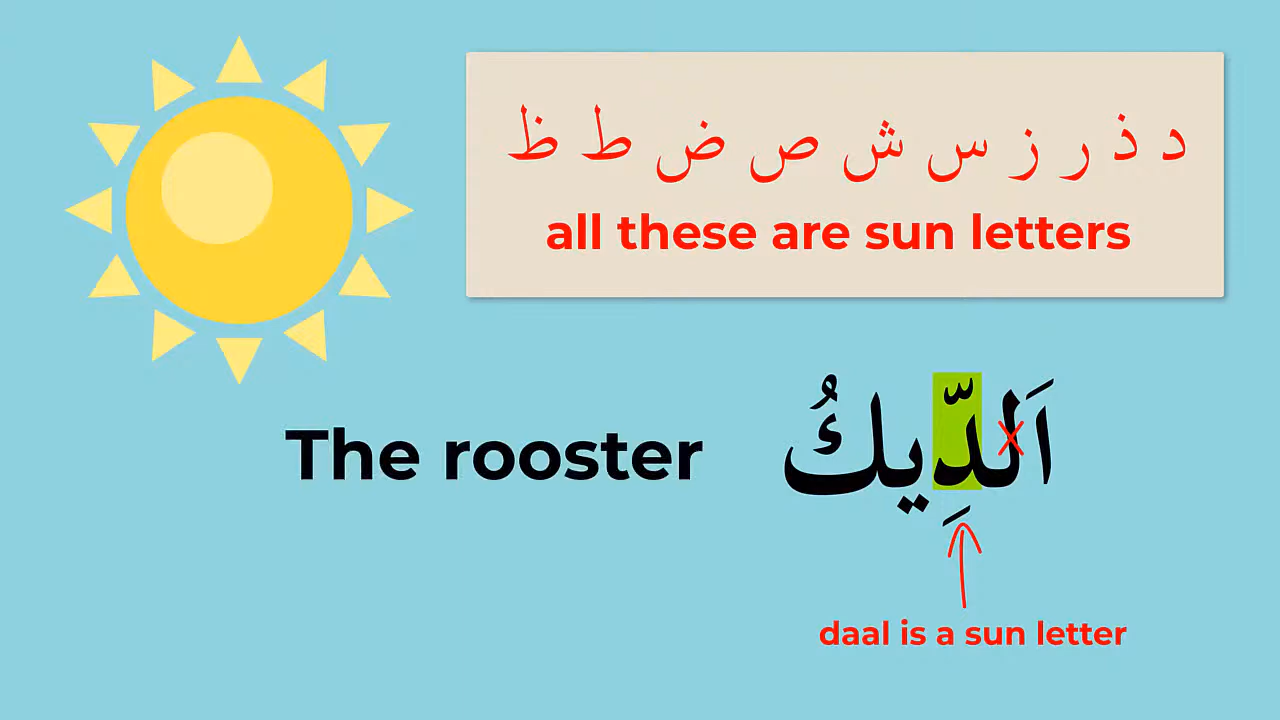 د ذ ر ز س ش ص ض ط ظ
all these are sun letters
The rooster
اَلدِّيكُ
daal is a sun letter